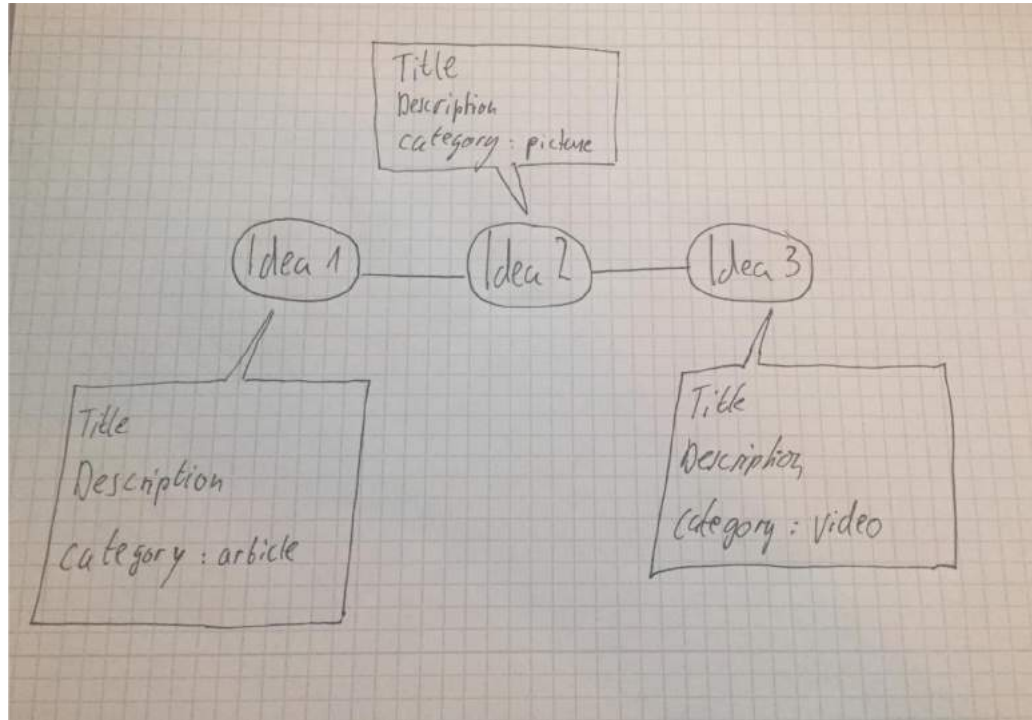 Title
Description
category : picture
Idea 1
Idea 2
Idea 3
Title
Description
category : article
Title
Description
category : video